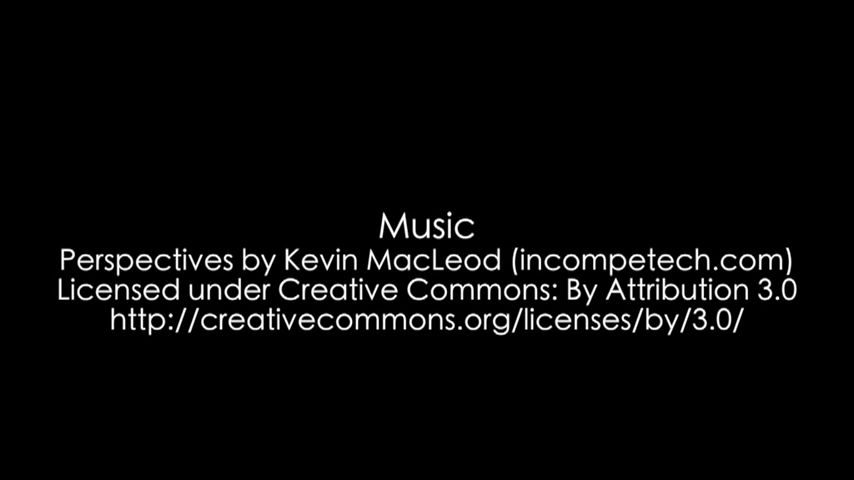 Music
Perspectives by Kevin MacLeod (incompetech.com)
Licensed under Creative Commons: By Attribution 3.0
http://creativecommons.org/licenses/by/3.0/